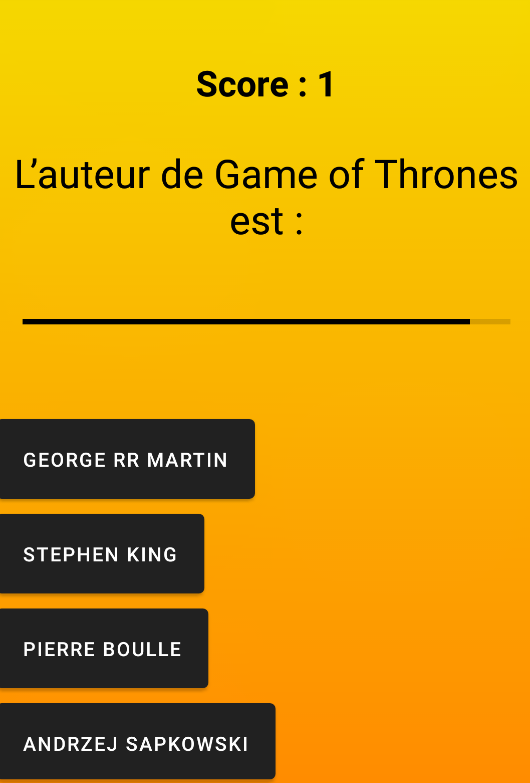 Score : 1
L’auteur de Game of Thrones
est :
GEORGE RR MARTIN
STEPHEN KING
PIERRE BOULLE
ANDRZEJ SAPKOWSKI